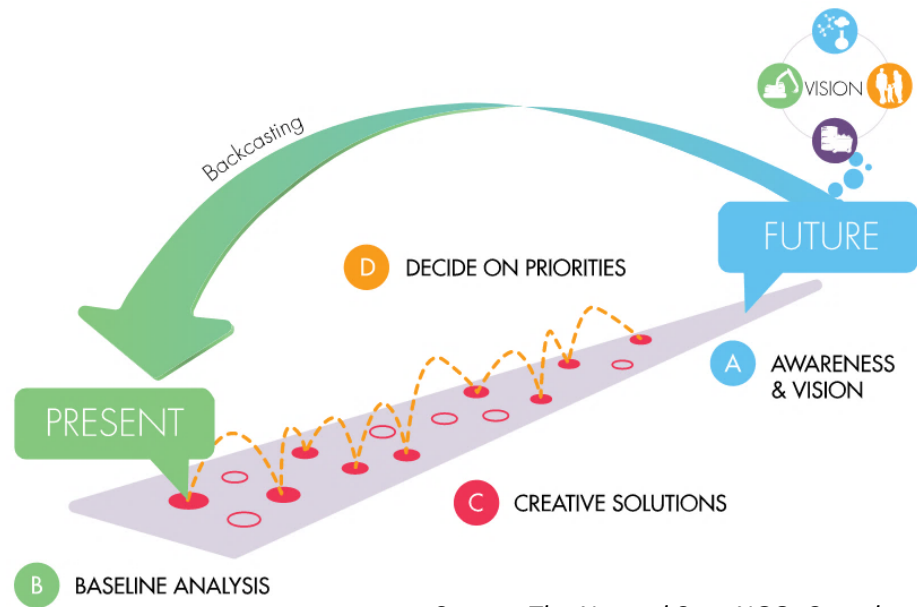 VISION
Backcasting
FUTURE
D DECIDE ON PRIORITIES
A AWARENESS
& VISION
PRESENT
C CREATIVE SOLUTIONS
B BASELINE ANALYSIS